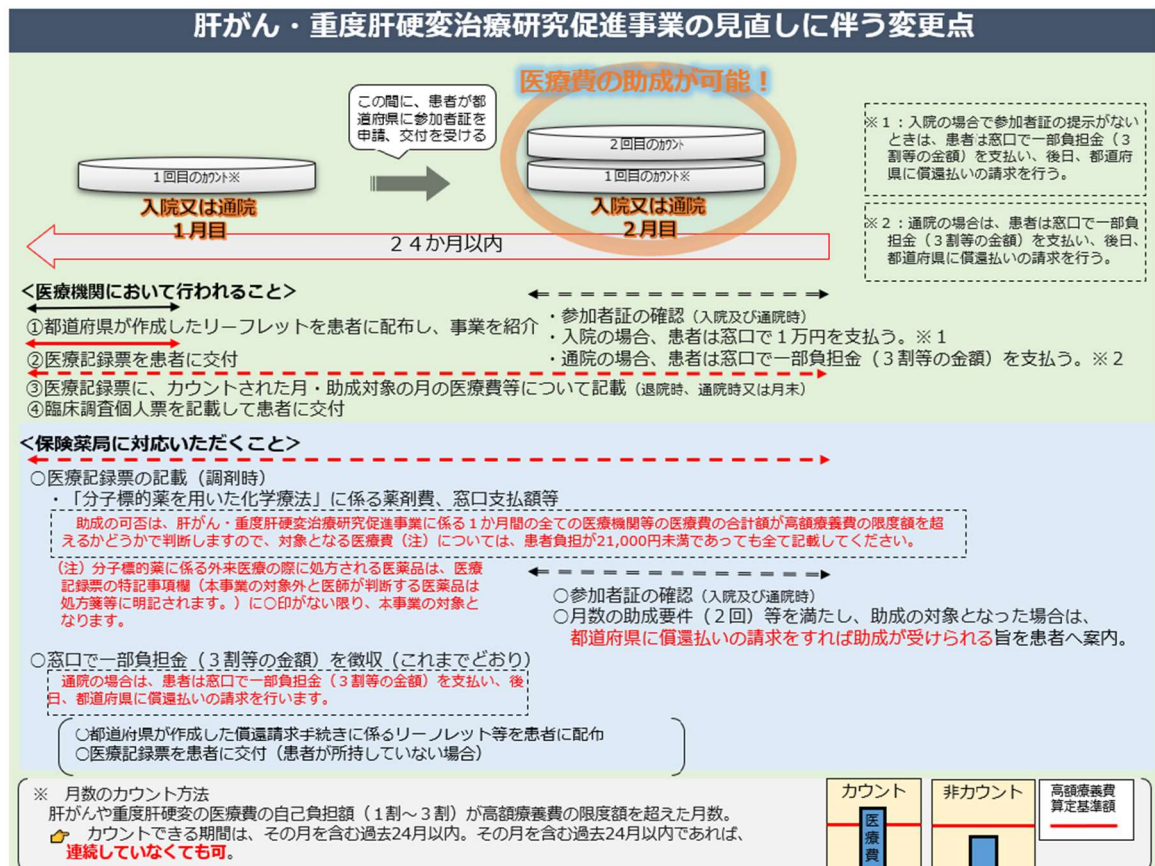 肝がん・重度肝硬変治療研究促進事業の見直しに伴う変更点
医療費の助成が可能！
この間に、患者が都
道府県に参加者証を
申請、交付を受ける
1回目のｶｳﾝﾄ※
入院又は通院
1月目
2回目のｶｳﾝﾄ
1回目のｶｳﾝﾄ※
入院又は通院
2月目
２４か月以内
※１：入院の場合で参加者証の提示がない
ときは、患者は窓口で一部負担金（３
割等の金額）を支払い、後日、都道府
県に償還払いの請求を行う。
※２：通院の場合は、患者は窓口で一部負
担金（３割等の金額）を支払い、後日、
都道府県に償還払いの請求を行う。
＜医療機関において行われること＞
①都道府県が作成したリーフレットを患者に配布し、事業を紹介
②医療記録票を患者に交付
・参加者証の確認（入院及び通院時）
・入院の場合、患者は窓口で１万円を支払う。※１
・通院の場合、患者は窓口で一部負担金（３割等の金額）を支払う。※２
③医療記録票に、カウントされた月・助成対象の月の医療費等について記載（退院時、通院時又は月末）
④臨床調査個人票を記載して患者に交付
＜保険薬局に対応いただくこと＞
○医療記録票の記載（調剤時）
・「分子標的薬を用いた化学療法」に係る薬剤費、窓口支払額等
助成の可否は、肝がん・重度肝硬変治療研究促進事業に係る１か月間の全ての医療機関等の医療費の合計額が高額療養費の限度額を超
えるかどうかで判断しますので、対象となる医療費（注）については、患者負担が21,000円未満であっても全て記載してください。
（注）分子標的薬に係る外来医療の際に処方される医薬品は、医療
記録票の特記事項欄（本事業の対象外と医師が判断する医薬品は
処方箋等に明記されます。）に○印がない限り、本事業の対象と
なります。
○参加者証の確認（入院及び通院時）
○月数の助成要件（２回）等を満たし、助成の対象となった場合は、
都道府県に償還払いの請求をすれば助成が受けられる旨を患者へ案内。
○窓口で一部負担金（３割等の金額）を徴収（これまでどおり）
通院の場合は、患者は窓口で一部負担金（３割等の金額）を支払い、後
日、都道府県に償還払いの請求を行います。
○都道府県が作成した償還請求手続きに係るリーフレット等を患者に配布
○医療記録票を患者に交付（患者が所持していない場合）
※　月数のカウント方法
肝がんや重度肝硬変の医療費の自己負担額（１割～３割）が高額療養費の限度額を超えた月数。
カウントできる期間は、その月を含む過去24月以内。その月を含む過去24月以内であれば、
連続していなくても可。
カウント
医療費
非カウント
高額療養費
算定基準額